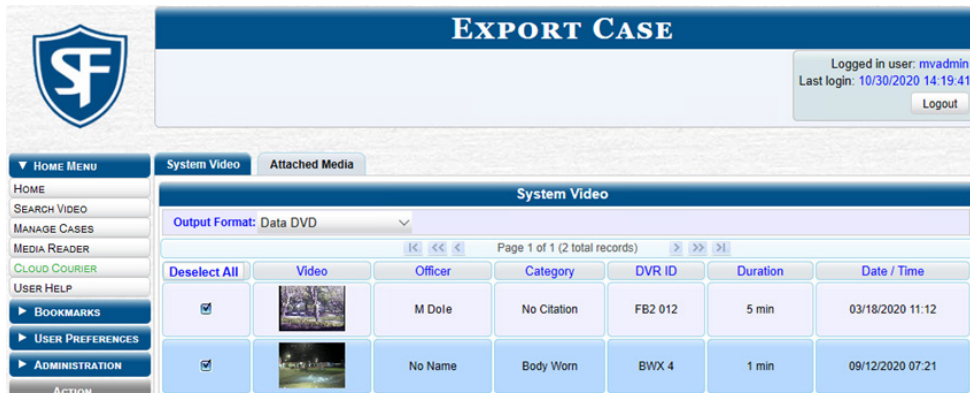 EXPORT CASE
SF
Logged in user: mvadmin
Last login: 10/30/2020 14:19:41
Logout
▼ HOME MENU
HOME
SEARCH VIDEO
MANAGE CASES
MEDIA READER
CLOUD COURIER
USER HELP
► BOOKMARKS
► USER PREFERENCES
► ADMINISTRATION
ACTION
System Video Attached Media
System Video
Output Format: Data DVD
|< << < Page 1 of 1 (2 total records) > >> >|
Deselect All Video Officer Category DVR ID Duration Date / Time
M Dole No Citation FB2 012 5 min 03/18/2020 11:12
No Name Body Worn BWX 4 1 min 09/12/2020 07:21